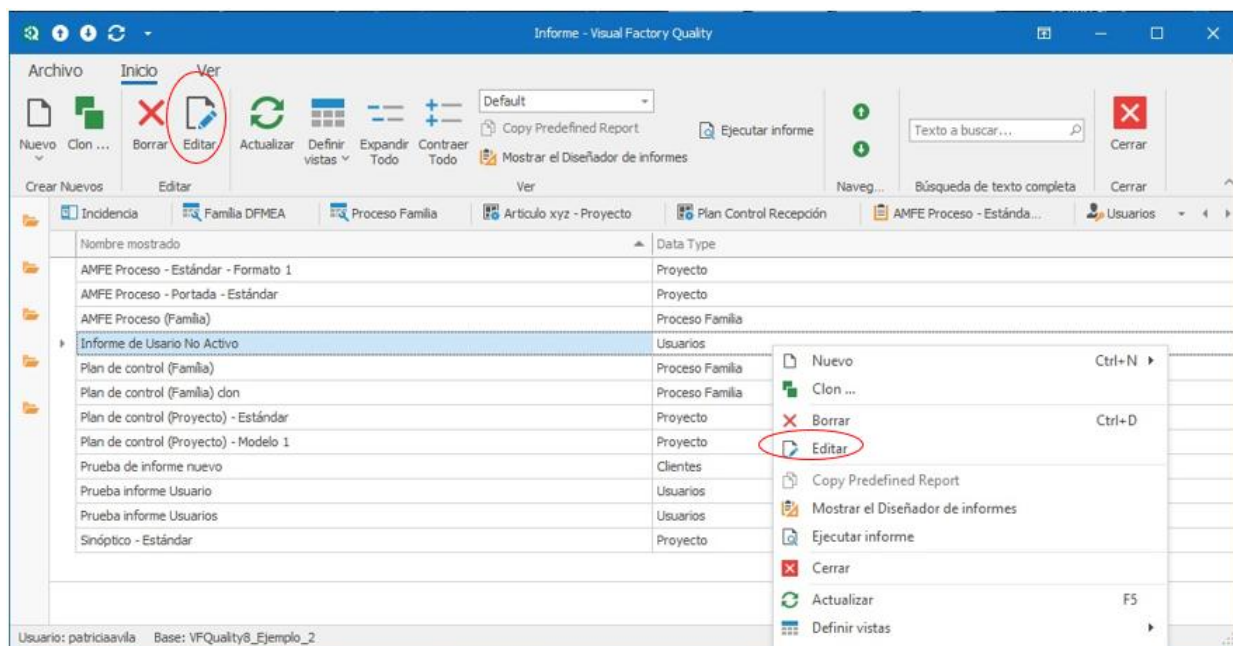 Informe - Visual Factory Quality
Archivo Inicio Ver
Default
Copy Predefined Report
Mostrar el Diseñador de informes
Ejecutar informe
Texto a buscar...
Nuevo Clon ... Borrar Editar Actualizar Definir vistas Expandir Todo Contraer Todo Cerrar
Crear Nuevos Editar Ver Naveg... Búsqueda de texto completa Cerrar
Incidencia Família DFMEA Proceso Familia Articulo xyz - Proyecto Plan Control Recepción AMFE Proceso - Estánda... Usuarios
Nombre mostrado Data Type
AMFE Proceso - Estándar - Formato 1 Proyecto
AMFE Proceso - Portada - Estándar Proyecto
AMFE Proceso (Família) Proceso Familia
Informe de Usario No Activo Usuarios
Plan de control (Família) Proceso Familia
Plan de control (Família) clon Proceso Familia
Plan de control (Proyecto) - Estándar Proyecto
Plan de control (Proyecto) - Modelo 1 Proyecto
Prueba de informe nuevo Clientes
Prueba informe Usuario Usuarios
Prueba informe Usuarios Usuarios
Sinóptico - Estándar Proyecto
Nuevo Ctrl+N
Clon ...
Borrar Ctrl+D
Editar
Copy Predefined Report
Mostrar el Diseñador de informes
Ejecutar informe
Cerrar
Actualizar F5
Definir vistas
Usuario: patriciaavila Base: VFQuality8_Ejemplo_2